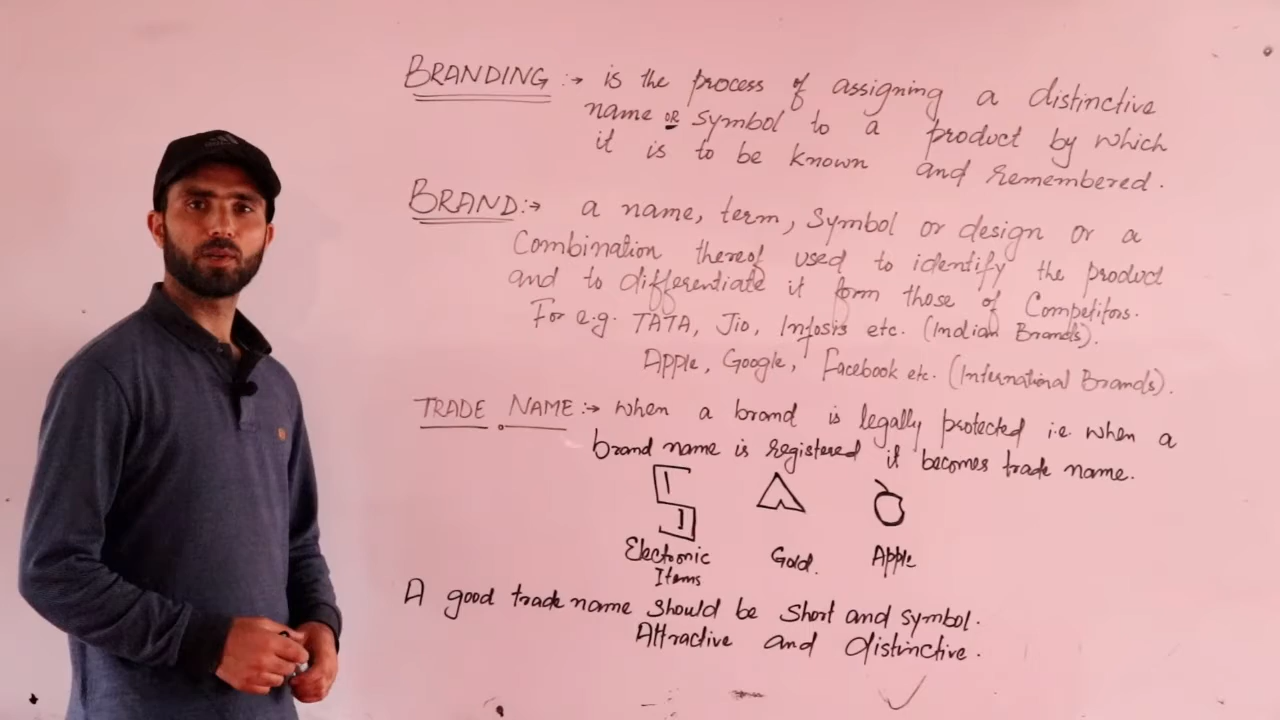 BRANDING :→ is the process of assigning a distinctive
name OR symbol to a product by which
it is to be known and remembered.
BRAND:→ a name, term, symbol or design or a
Combination thereof used to identify the product
and to differentiate it form those of Competitors.
For e.g. TATA, Jio, Infosis etc. (Indian Brands).
Apple, Google, Facebook etc. (International Brands).
TRADE NAME:→ when a brand is legally protected i.e. when a
brand name is registered it becomes trade name.
Electronic Gold. Apple
Items
A good trade name should be short and symbol.
Attractive and distinctive.